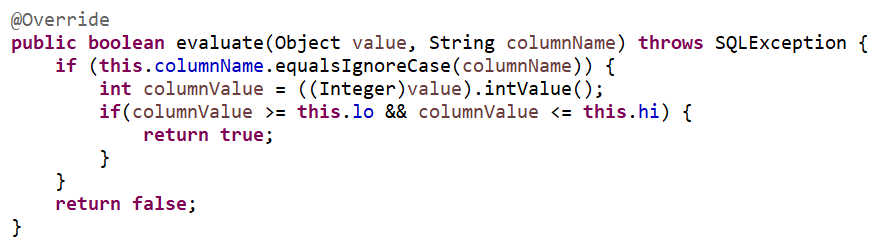 @Override
public boolean evaluate(Object value, String columnName) throws SQLException {
    if (this.columnName.equalsIgnoreCase(columnName)) {
        int columnValue = ((Integer)value).intValue();
        if(columnValue >= this.lo && columnValue <= this.hi) {
            return true;
        }
    }
    return false;
}